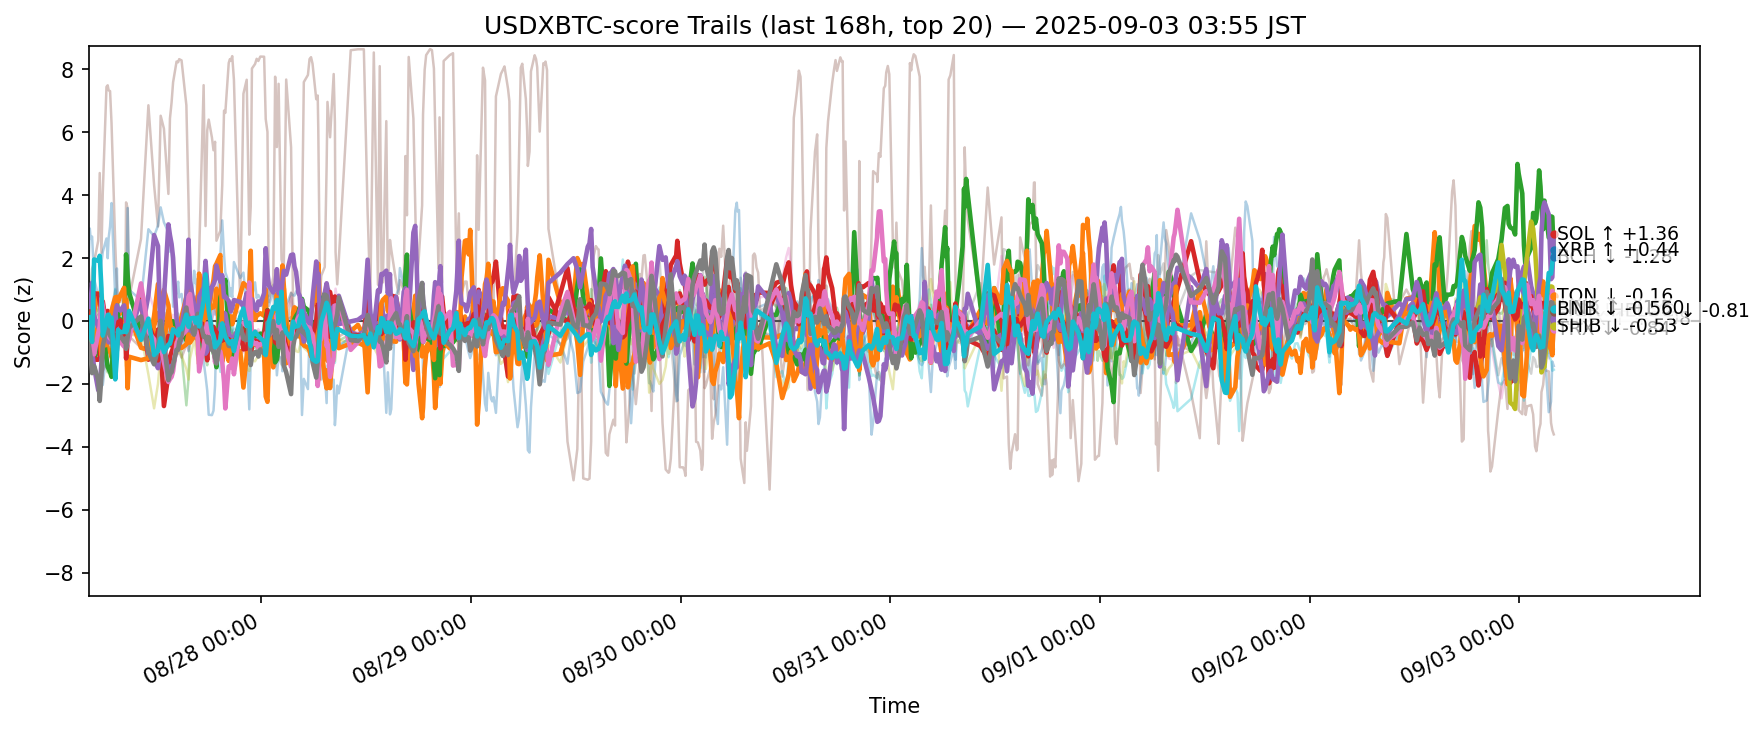 USDXBTC-score Trails (last 168h, top 20) — 2025-09-03 03:55 JST
Score (z)
8
6
4
2
0
−2
−4
−6
−8
SOL ↑ +1.36
XRP ↑ +0.44
BCH ↓ -1.28
TON ↓ -0.16
BNB ↓ -0.56
↓ -0.81
SHIB ↓ -0.53
08/28 00:00
08/29 00:00
08/30 00:00
08/31 00:00
09/01 00:00
09/02 00:00
09/03 00:00
Time